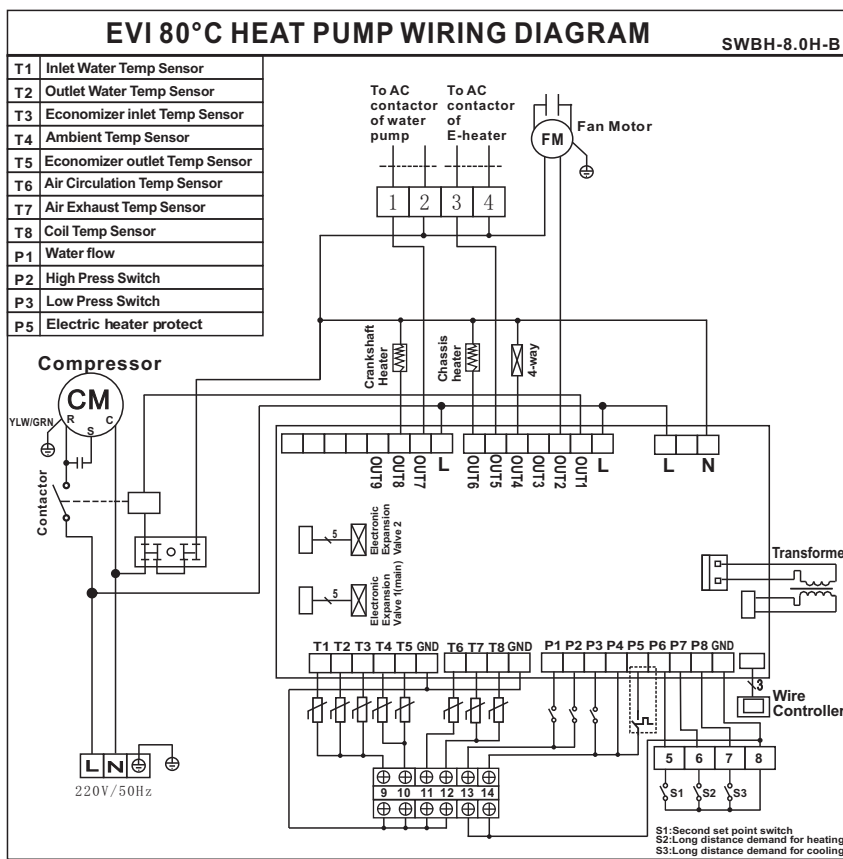 EVI 80°C HEAT PUMP WIRING DIAGRAM
SWBH-8.0H-B
T1 Inlet Water Temp Sensor
T2 Outlet Water Temp Sensor
T3 Economizer inlet Temp Sensor
T4 Ambient Temp Sensor
T5 Economizer outlet Temp Sensor
T6 Air Circulation Temp Sensor
T7 Air Exhaust Temp Sensor
T8 Coil Temp Sensor
P1 Water flow
P2 High Press Switch
P3 Low Press Switch
P5 Electric heater protect
To AC
contactor
of water
pump
To AC
contactor
of
E-heater
FM
Fan Motor
1 2 3 4
Compressor
CM
R S C
YLW/GRN
Contactor
Crankshaft
Heater
Chassis
heater
4-way
OUT9 OUT8 OUT7 L
OUT6 OUT5 OUT4 OUT3 OUT2 OUT1 L
L N
5
Electronic
Expansion
Valve 2
5
Electronic
Expansion
Valve 1(main)
Transforme
T1 T2 T3 T4 T5 GND
T6 T7 T8 GND
P1 P2 P3 P4 P5 P6 P7 P8 GND
3
Wire
Controller
L N
220V/50Hz
9 10 11 12 13 14
5 6 7 8
S1 S2 S3
S1:Second set point switch
S2:Long distance demand for heating
S3:Long distance demand for cooling